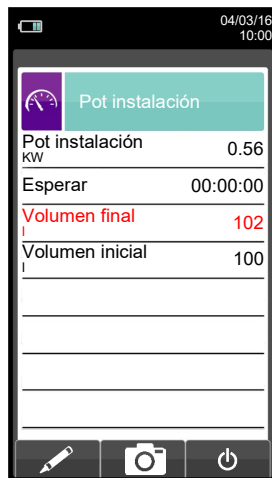 04/03/16
10:00
Pot instalación
Pot instalación 0.56
KW
Esperar 00:00:00
Volumen final 102
l
Volumen inicial 100
l